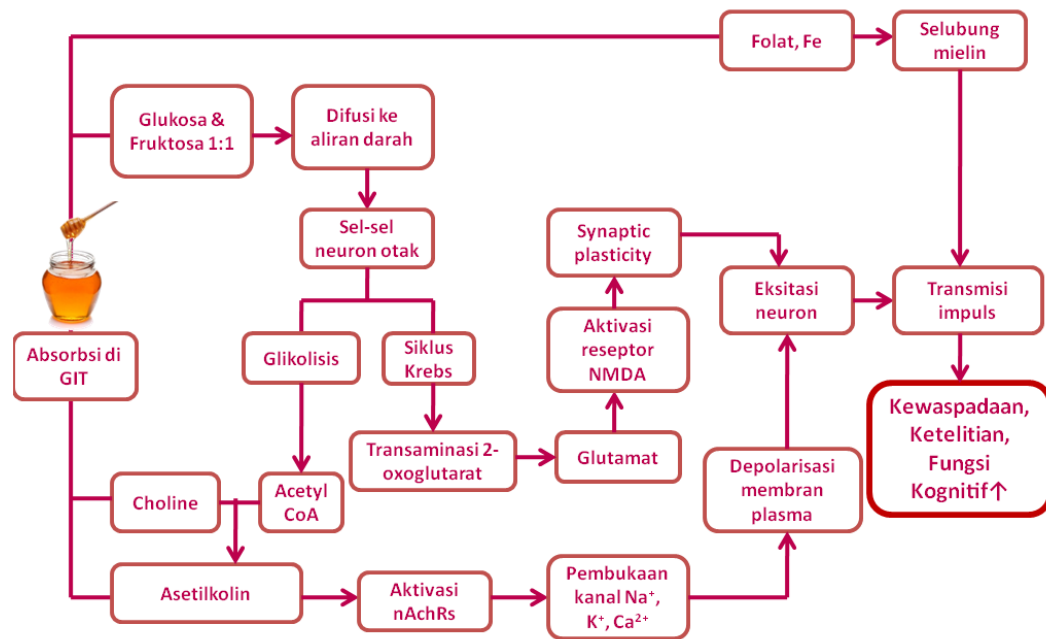 Folat, Fe
Selubung
mielin
Glukosa &
Fruktosa 1:1
Difusi ke
aliran darah
Sel-sel
neuron otak
Synaptic
plasticity
Eksitasi
neuron
Transmisi
impuls
Absorbsi di
GIT
Glikolisis
Siklus
Krebs
Aktivasi
reseptor
NMDA
Kewaspadaan,
Ketelitian,
Fungsi
Kognitif↑
Transaminasi 2-
oxoglutarat
Glutamat
Depolarisasi
membran
plasma
Choline
Acetyl
CoA
Asetilkolin
Aktivasi
nAchRs
Pembukaan
kanal Na⁺,
K⁺, Ca²⁺